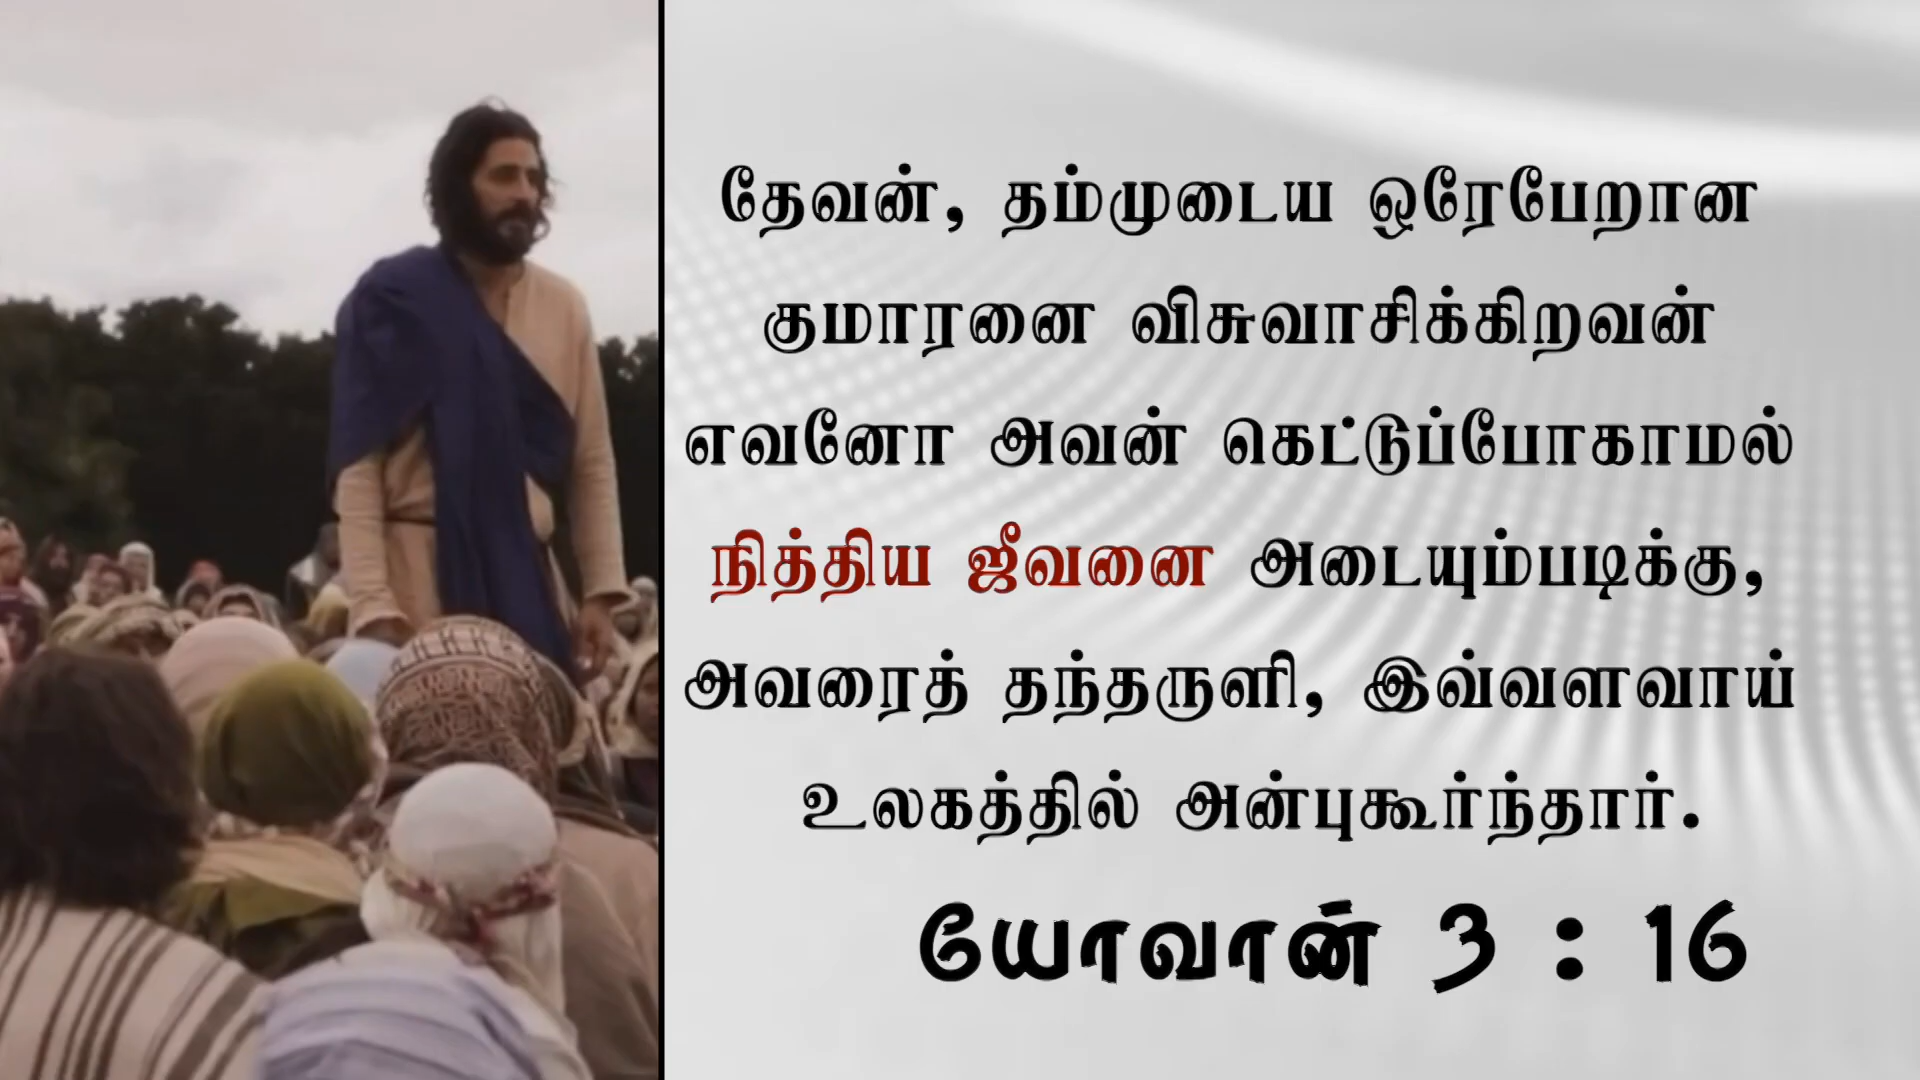 தேவன், தம்முடைய ஒரேபேறான
குமாரனை விசுவாசிக்கிறவன்
எவனோ அவன் கெட்டுப்போகாமல்
நித்திய ஜீவனை அடையும்படிக்கு,
அவரைத் தந்தருளி, இவ்வளவாய்
உலகத்தில் அன்புகூர்ந்தார்.
யோவான் 3 : 16